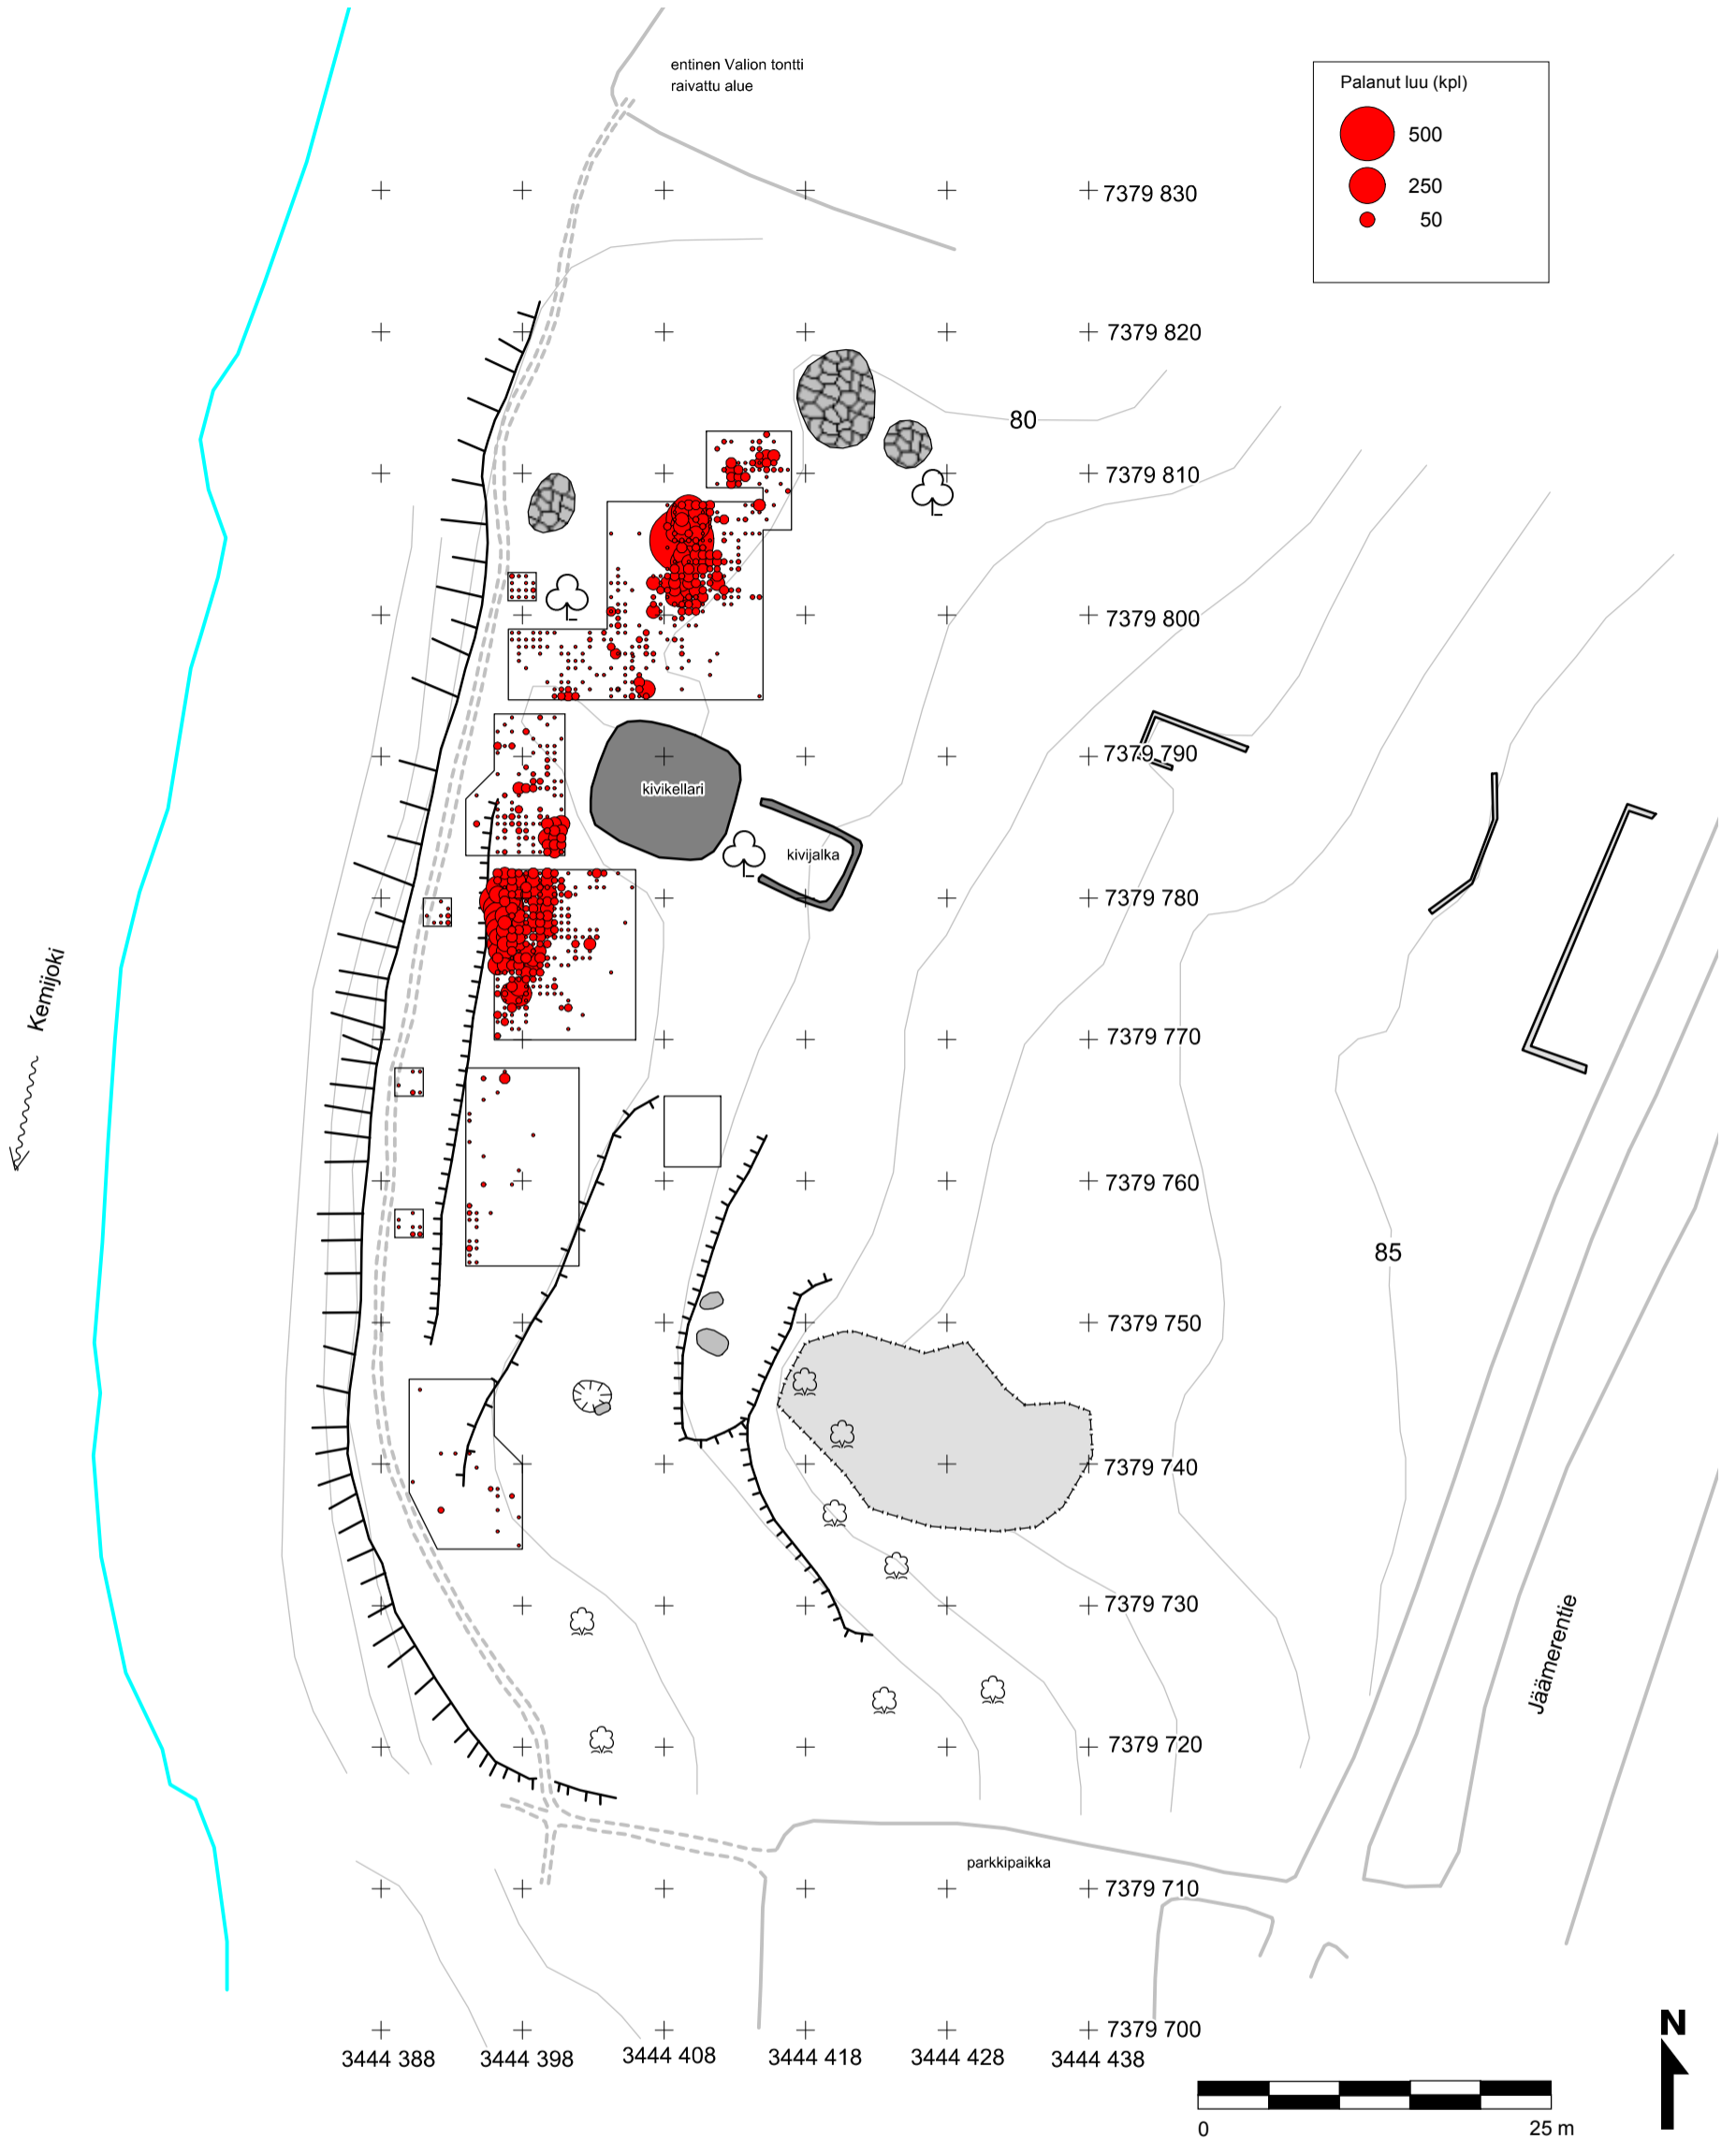 entinen Valion tontti
raivattu alue
Palanut luu (kpl)
500
250
50
7379 830
7379 820
80
7379 810
7379 800
7379 790
kivikellari
kivijalka
7379 780
Kemijoki
7379 770
7379 760
85
7379 750
7379 740
7379 730
Jäämerentie
7379 720
parkkipaikka
7379 710
7379 700
3444 388
3444 398
3444 408
3444 418
3444 428
3444 438
N
0
25 m